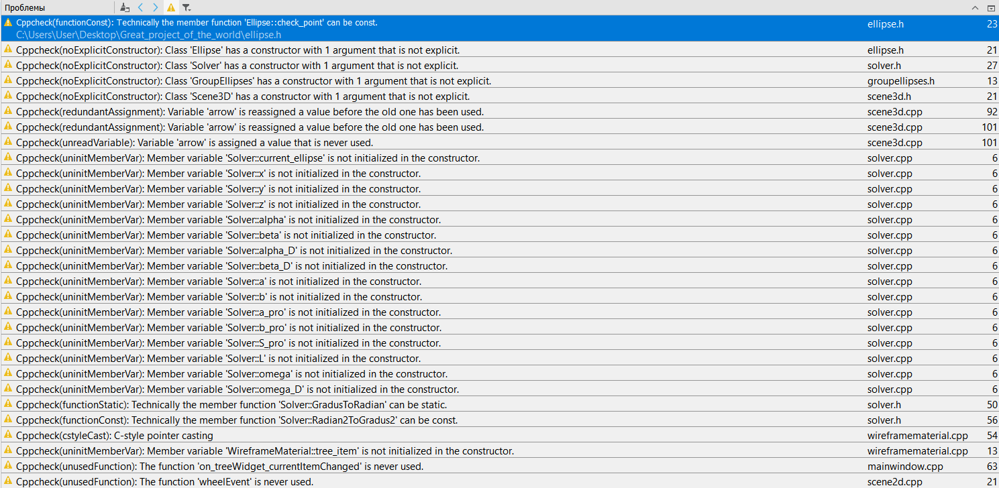 Проблемы
Cppcheck(functionConst): Technically the member function 'Ellipse::check_point' can be const. ellipse.h 23
C:\Users\User\Desktop\Great_project_of_the_world\ellipse.h
Cppcheck(noExplicitConstructor): Class 'Ellipse' has a constructor with 1 argument that is not explicit. ellipse.h 21
Cppcheck(noExplicitConstructor): Class 'Solver' has a constructor with 1 argument that is not explicit. solver.h 27
Cppcheck(noExplicitConstructor): Class 'GroupEllipses' has a constructor with 1 argument that is not explicit. groupellipses.h 13
Cppcheck(noExplicitConstructor): Class 'Scene3D' has a constructor with 1 argument that is not explicit. scene3d.h 21
Cppcheck(redundantAssignment): Variable 'arrow' is reassigned a value before the old one has been used. scene3d.cpp 92
Cppcheck(redundantAssignment): Variable 'arrow' is reassigned a value before the old one has been used. scene3d.cpp 101
Cppcheck(unreadVariable): Variable 'arrow' is assigned a value that is never used. scene3d.cpp 101
Cppcheck(uninitMemberVar): Member variable 'Solver::current_ellipse' is not initialized in the constructor. solver.cpp 6
Cppcheck(uninitMemberVar): Member variable 'Solver::x' is not initialized in the constructor. solver.cpp 6
Cppcheck(uninitMemberVar): Member variable 'Solver::y' is not initialized in the constructor. solver.cpp 6
Cppcheck(uninitMemberVar): Member variable 'Solver::z' is not initialized in the constructor. solver.cpp 6
Cppcheck(uninitMemberVar): Member variable 'Solver::alpha' is not initialized in the constructor. solver.cpp 6
Cppcheck(uninitMemberVar): Member variable 'Solver::beta' is not initialized in the constructor. solver.cpp 6
Cppcheck(uninitMemberVar): Member variable 'Solver::alpha_D' is not initialized in the constructor. solver.cpp 6
Cppcheck(uninitMemberVar): Member variable 'Solver::beta_D' is not initialized in the constructor. solver.cpp 6
Cppcheck(uninitMemberVar): Member variable 'Solver::a' is not initialized in the constructor. solver.cpp 6
Cppcheck(uninitMemberVar): Member variable 'Solver::b' is not initialized in the constructor. solver.cpp 6
Cppcheck(uninitMemberVar): Member variable 'Solver::a_pro' is not initialized in the constructor. solver.cpp 6
Cppcheck(uninitMemberVar): Member variable 'Solver::b_pro' is not initialized in the constructor. solver.cpp 6
Cppcheck(uninitMemberVar): Member variable 'Solver::S_pro' is not initialized in the constructor. solver.cpp 6
Cppcheck(uninitMemberVar): Member variable 'Solver::L' is not initialized in the constructor. solver.cpp 6
Cppcheck(uninitMemberVar): Member variable 'Solver::omega' is not initialized in the constructor. solver.cpp 6
Cppcheck(uninitMemberVar): Member variable 'Solver::omega_D' is not initialized in the constructor. solver.cpp 6
Cppcheck(functionStatic): Technically the member function 'Solver::GradusToRadian' can be static. solver.h 50
Cppcheck(functionConst): Technically the member function 'Solver::Radian2ToGradus2' can be const. solver.h 56
Cppcheck(cstyleCast): C-style pointer casting wireframematerial.cpp 54
Cppcheck(uninitMemberVar): Member variable 'WireframeMaterial::tree_item' is not initialized in the constructor. wireframematerial.cpp 13
Cppcheck(unusedFunction): The function 'on_treeWidget_currentItemChanged' is never used. mainwindow.cpp 63
Cppcheck(unusedFunction): The function 'wheelEvent' is never used. scene2d.cpp 21